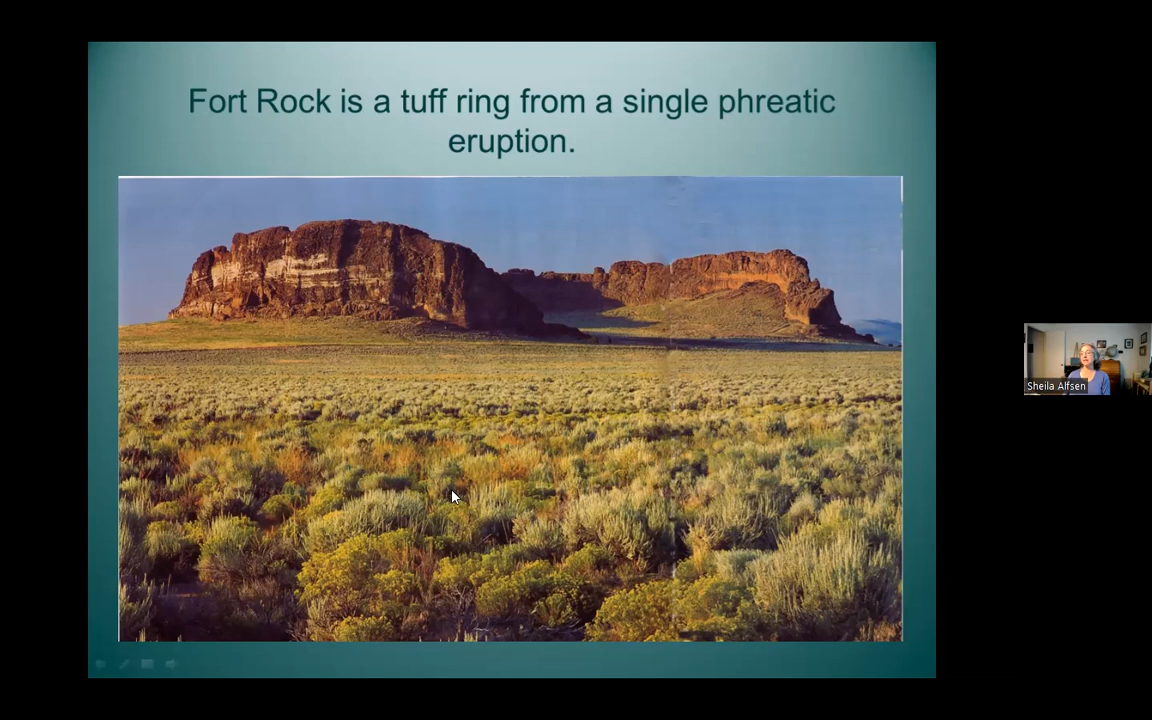 Fort Rock is a tuff ring from a single phreatic
eruption.
Sheila Alfsen